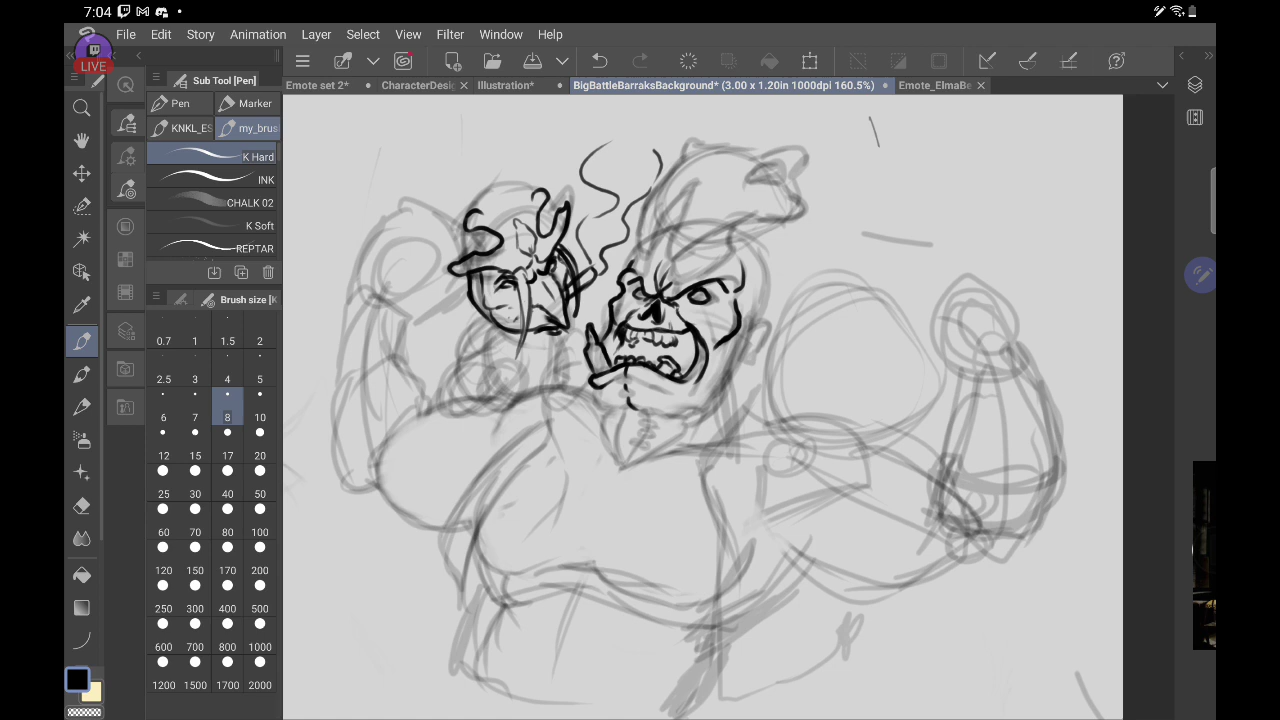 7:04
File Edit Story Animation Layer Select View Filter Window Help
LIVE
Sub Tool [Pen]
Emote set 2* CharacterDesig Illustration* BigBattleBarraksBackground* (3.00 x 1.20in 1000dpi 160.5%) Emote_ElmaBe
Pen Marker
KNKL_ES my_brus
K Hard
INK
CHALK 02
K Soft
REPTAR
Brush size [K
0.7 1 1.5 2
2.5 3 4 5
6 7 8 10
12 15 17 20
25 30 40 50
60 70 80 100
120 150 170 200
250 300 400 500
600 700 800 1000
1200 1500 1700 2000